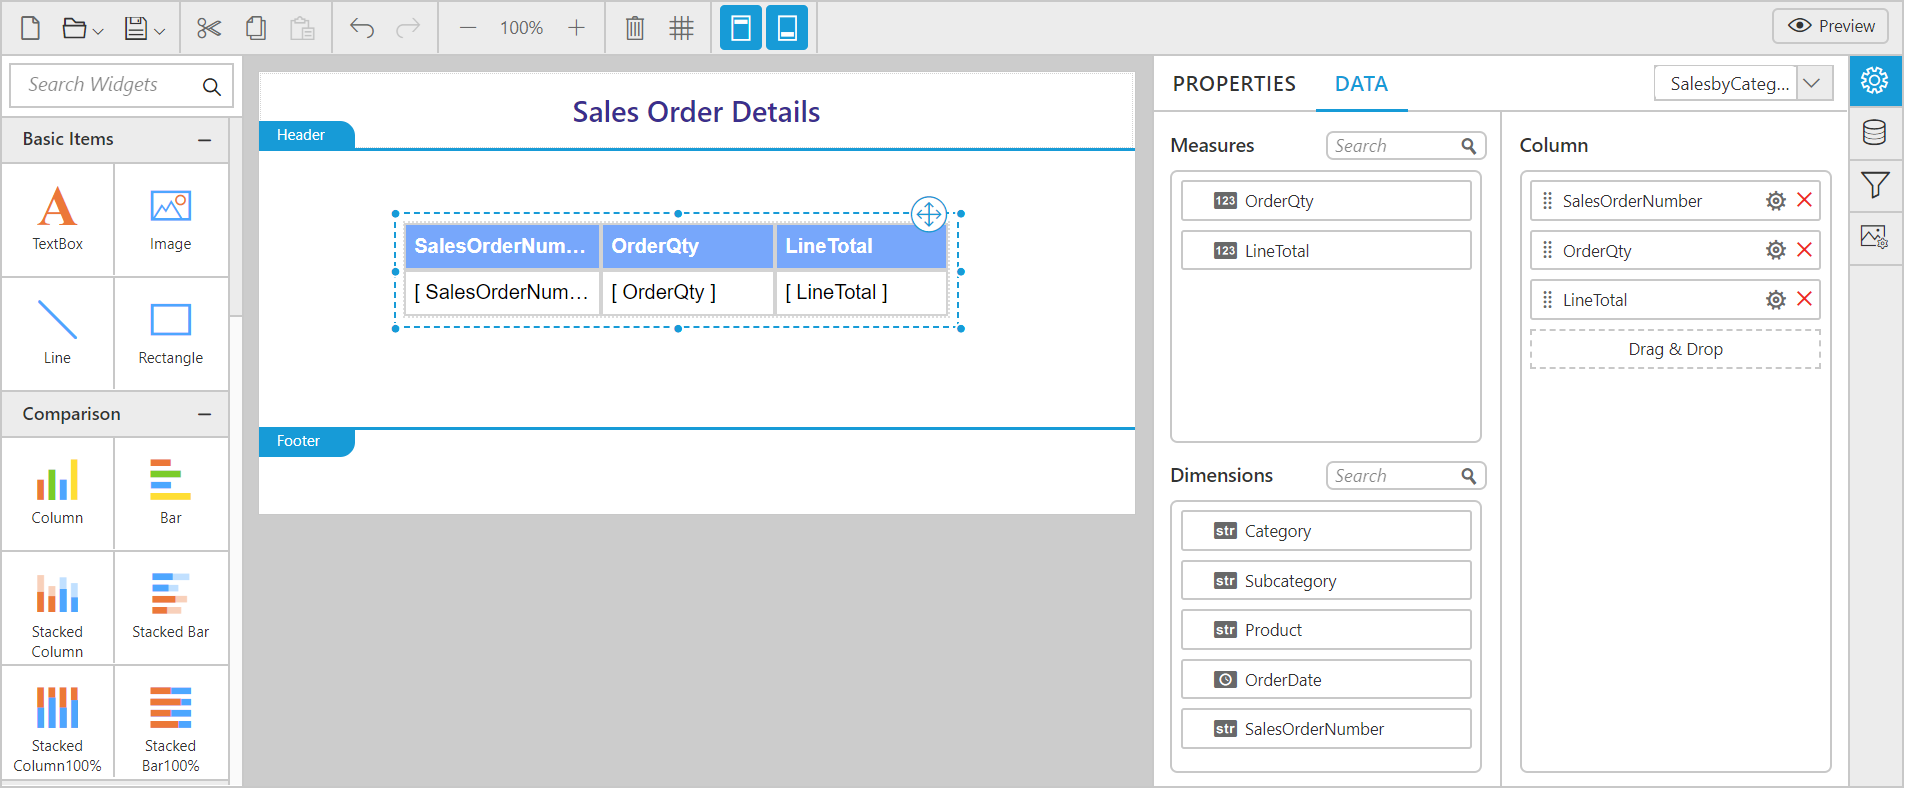 100%
Preview
Search Widgets
Basic Items
A
TextBox
Image
Line
Rectangle
Comparison
Column
Bar
Stacked
Column
Stacked Bar
Stacked
Column100%
Stacked
Bar100%
Sales Order Details
Header
SalesOrderNum...
OrderQty
LineTotal
[ SalesOrderNum...
[ OrderQty ]
[ LineTotal ]
Footer
PROPERTIES
DATA
SalesbyCateg...
Measures
Search
123 OrderQty
123 LineTotal
Dimensions
Search
str Category
str Subcategory
str Product
OrderDate
str SalesOrderNumber
Column
SalesOrderNumber
OrderQty
LineTotal
Drag & Drop